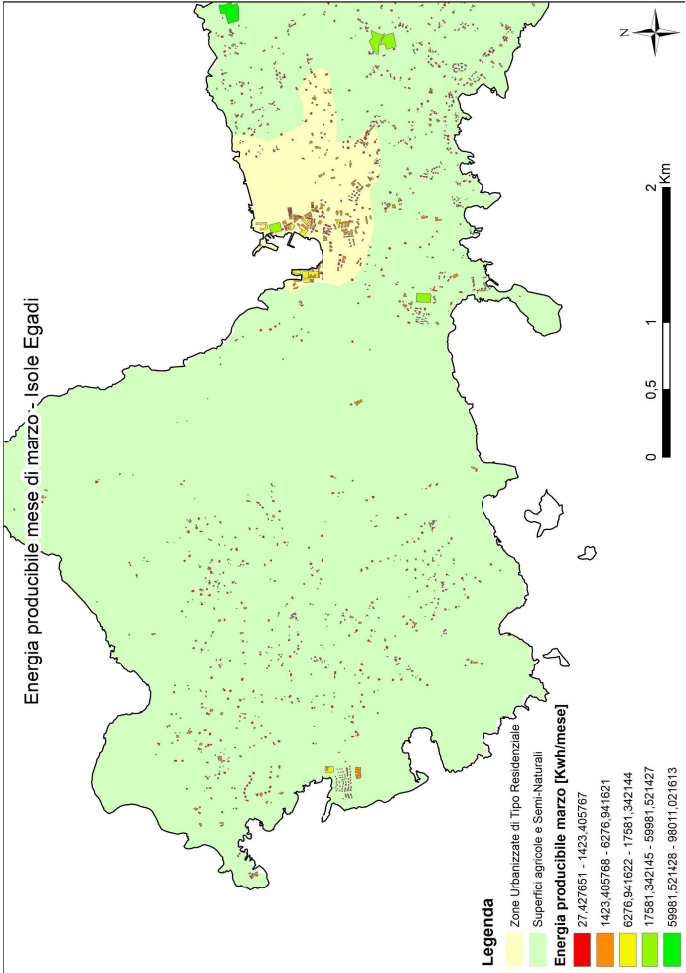 Energia producibile mese di marzo - Isole Egadi
N
Legenda
Zone Urbanizzate di Tipo Residenziale
Superfici agricole e Semi-Naturali
Energia producibile marzo [Kwh/mese]
27,427651 - 1423,405767
1423,405768 - 6276,941621
6276,941622 - 17581,342144
17581,342145 - 59981,521427
59981,521428 - 98011,021613
0 0,5 1 2
Km